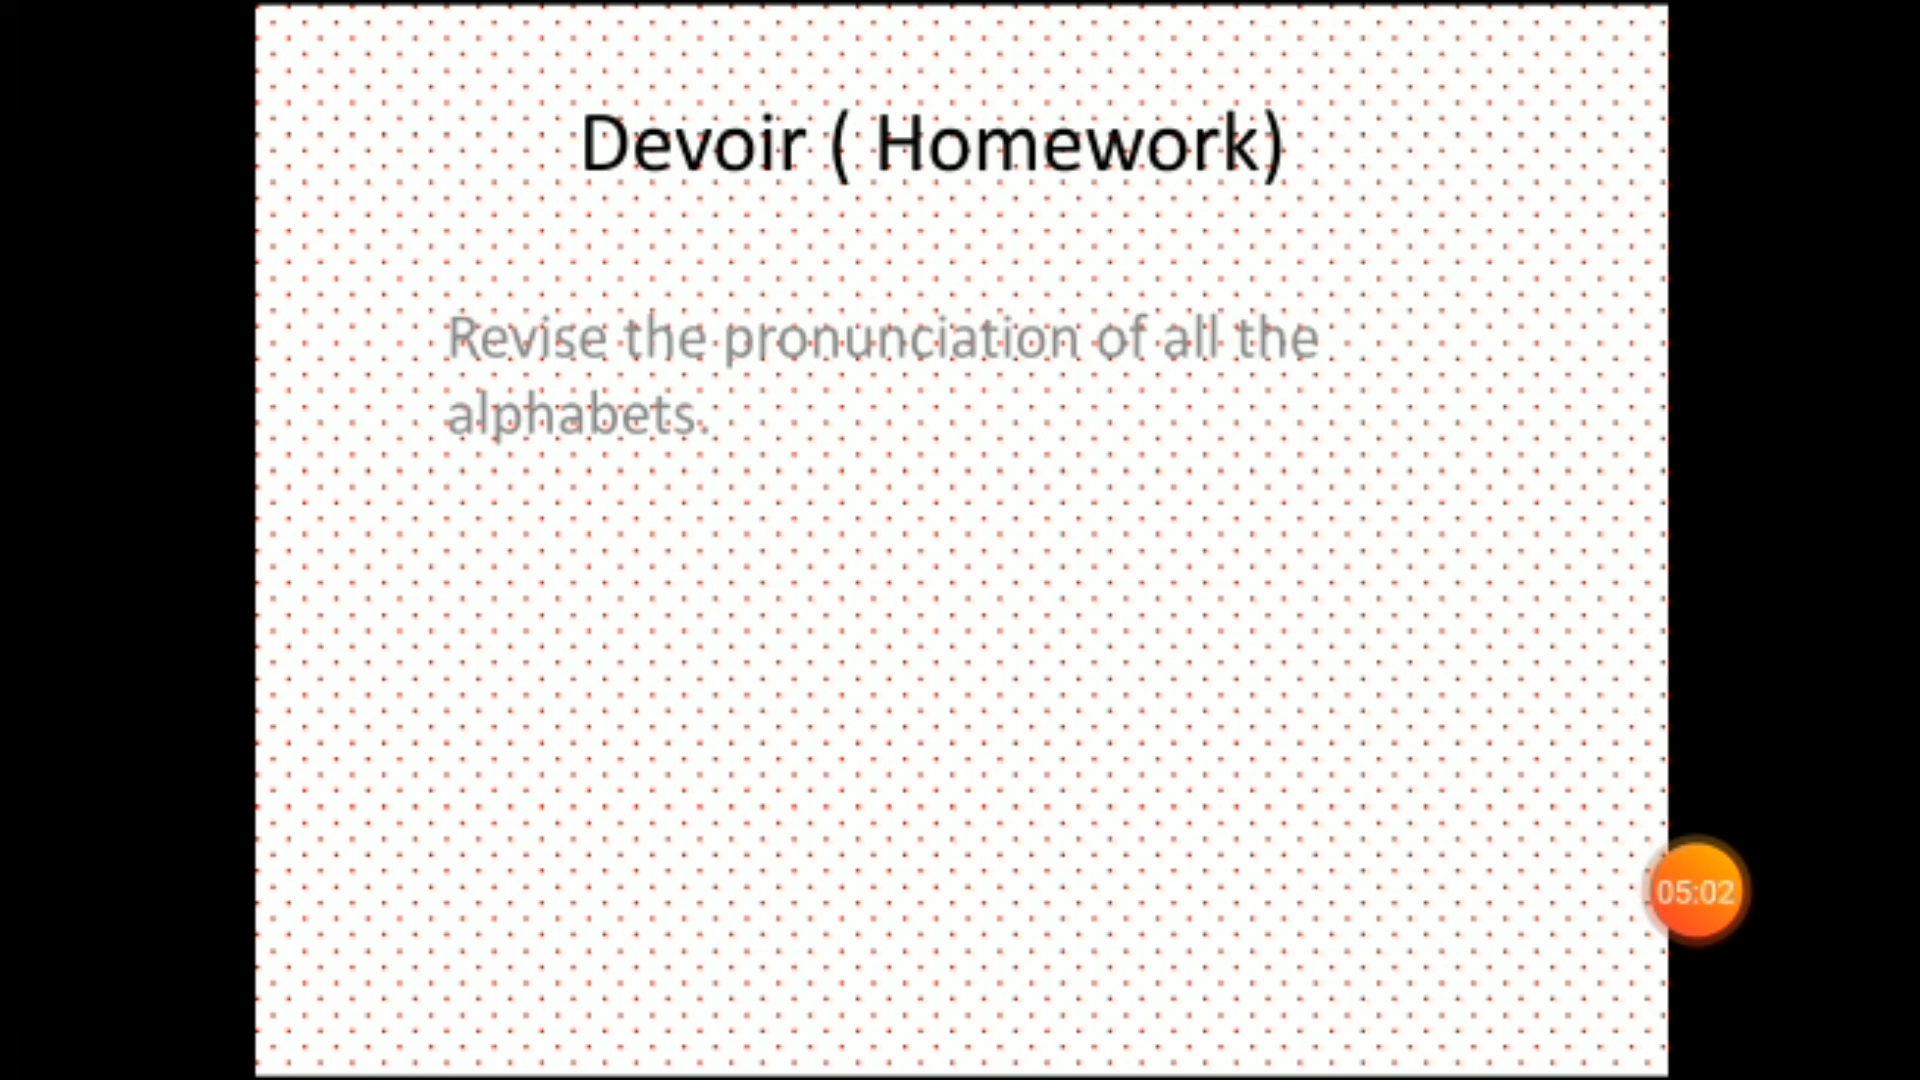 Devoir ( Homework)
Revise the pronunciation of all the
alphabets.
05:02